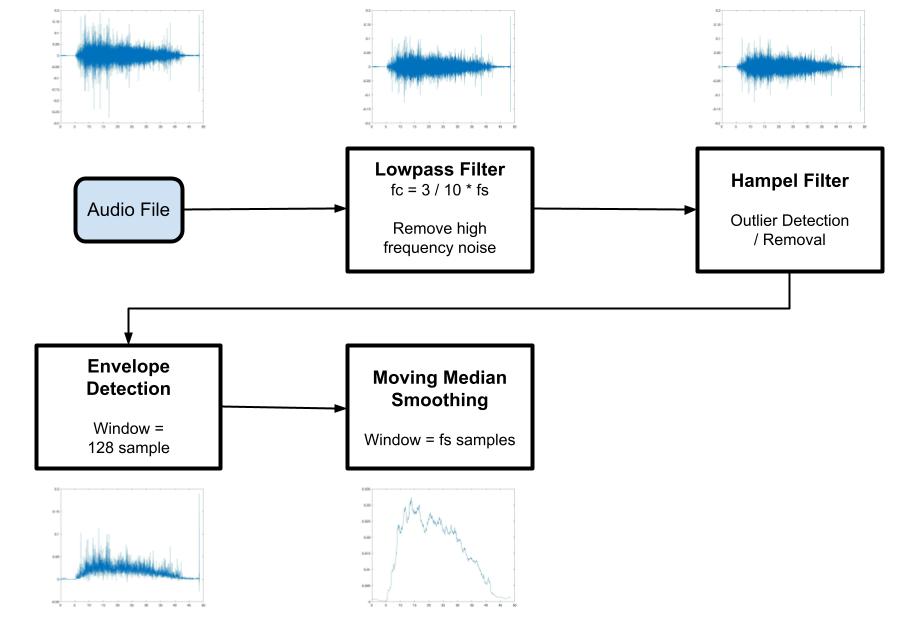 Audio File
Lowpass Filter
fc = 3 / 10 * fs
Remove high
frequency noise
Hampel Filter
Outlier Detection
/ Removal
Envelope
Detection
Window =
128 sample
Moving Median
Smoothing
Window = fs samples